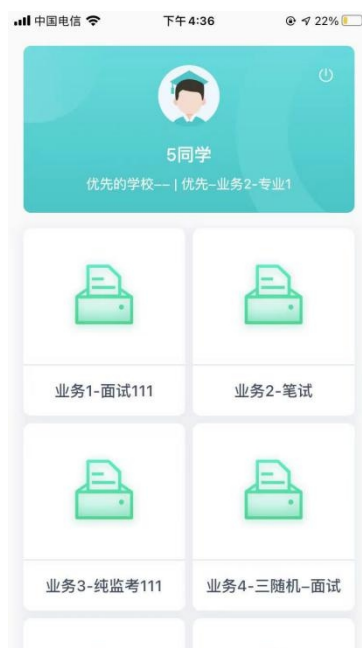 中国电信 下午4:36 22%
5同学
优先的学校-- | 优先-业务2-专业1
业务1-面试111 业务2-笔试
业务3-纯监考111 业务4-三随机-面试